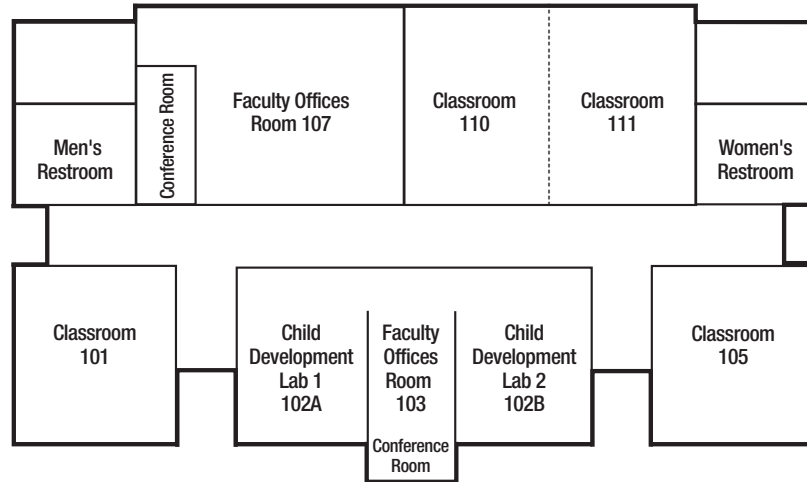 Faculty Offices
Room 107
Classroom
110
Classroom
111
Conference Room
Men's
Restroom
Women's
Restroom
Classroom
101
Child
Development
Lab 1
102A
Faculty
Offices
Room
103
Child
Development
Lab 2
102B
Classroom
105
Conference
Room